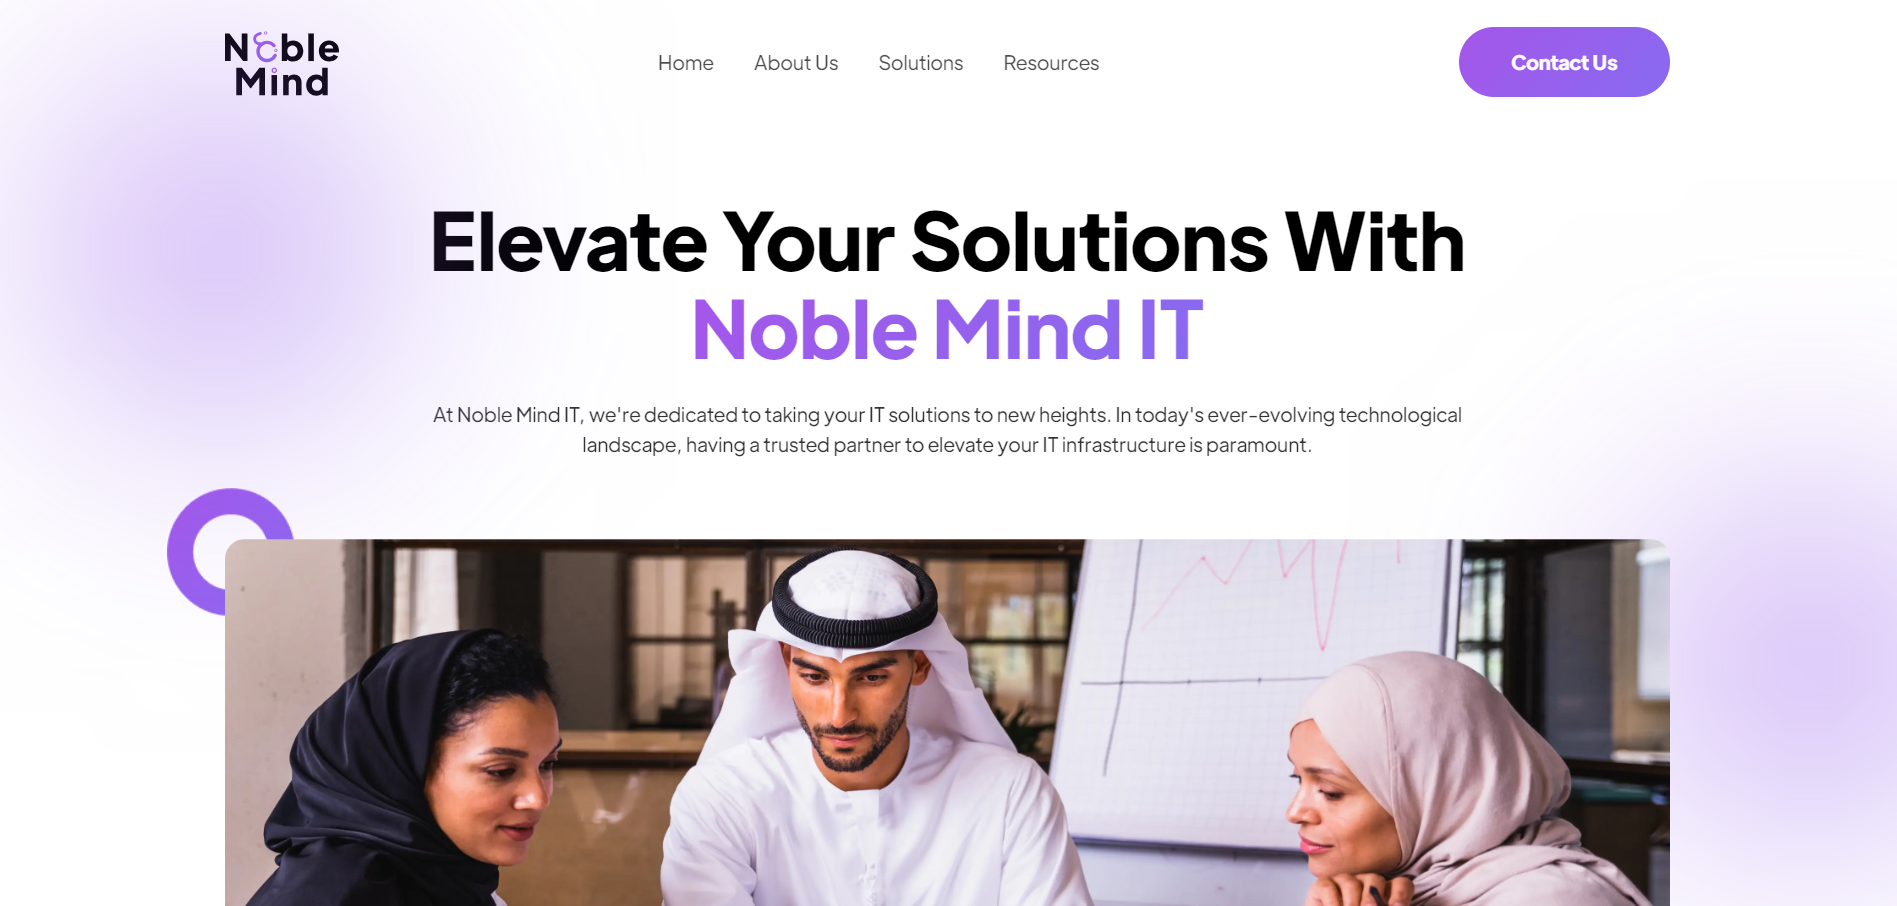 Noble
Mind
Home
About Us
Solutions
Resources
Contact Us
Elevate Your Solutions With
Noble Mind IT
At Noble Mind IT, we're dedicated to taking your IT solutions to new heights. In today's ever-evolving technological
landscape, having a trusted partner to elevate your IT infrastructure is paramount.